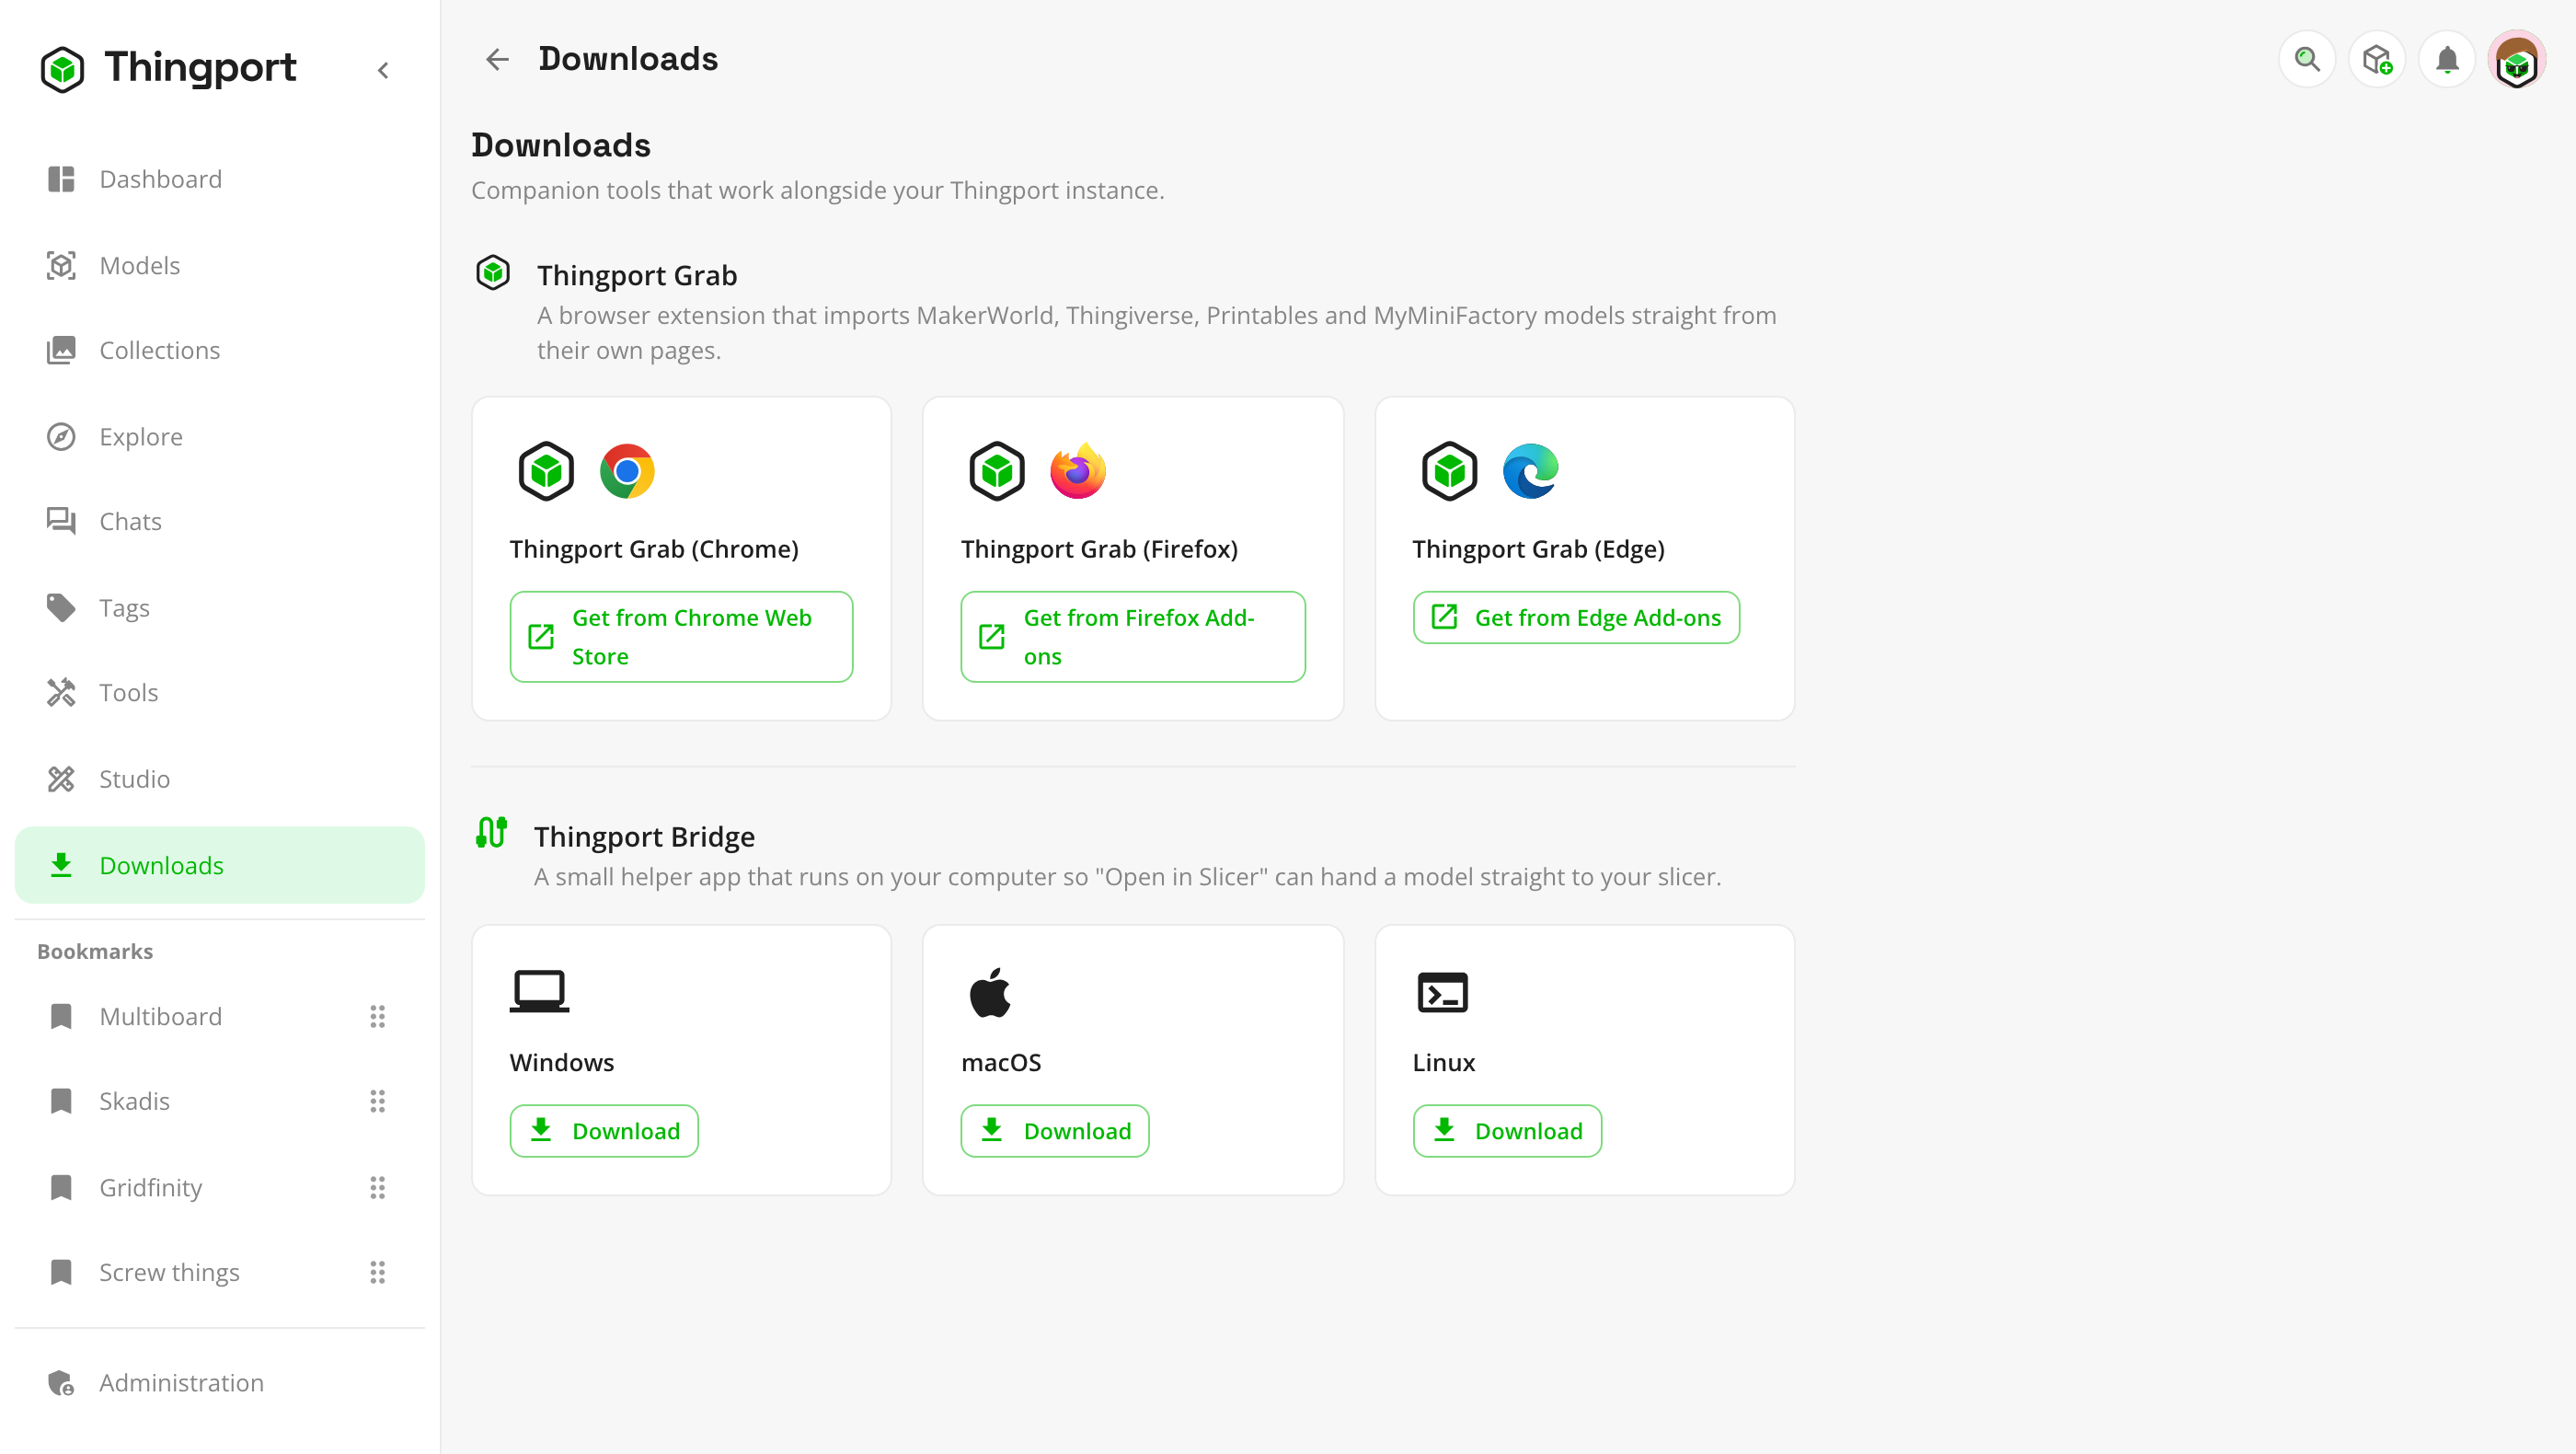 Thingport
Dashboard
Models
Collections
Explore
Chats
Tags
Tools
Studio
Downloads
Bookmarks
Multiboard
Skadis
Gridfinity
Screw things
Administration
Downloads
Downloads
Companion tools that work alongside your Thingport instance.
Thingport Grab
A browser extension that imports MakerWorld, Thingiverse, Printables and MyMiniFactory models straight from
their own pages.
Thingport Grab (Chrome)
Get from Chrome Web
Store
Thingport Grab (Firefox)
Get from Firefox Add-
ons
Thingport Grab (Edge)
Get from Edge Add-ons
Thingport Bridge
A small helper app that runs on your computer so "Open in Slicer" can hand a model straight to your slicer.
Windows
Download
macOS
Download
Linux
Download